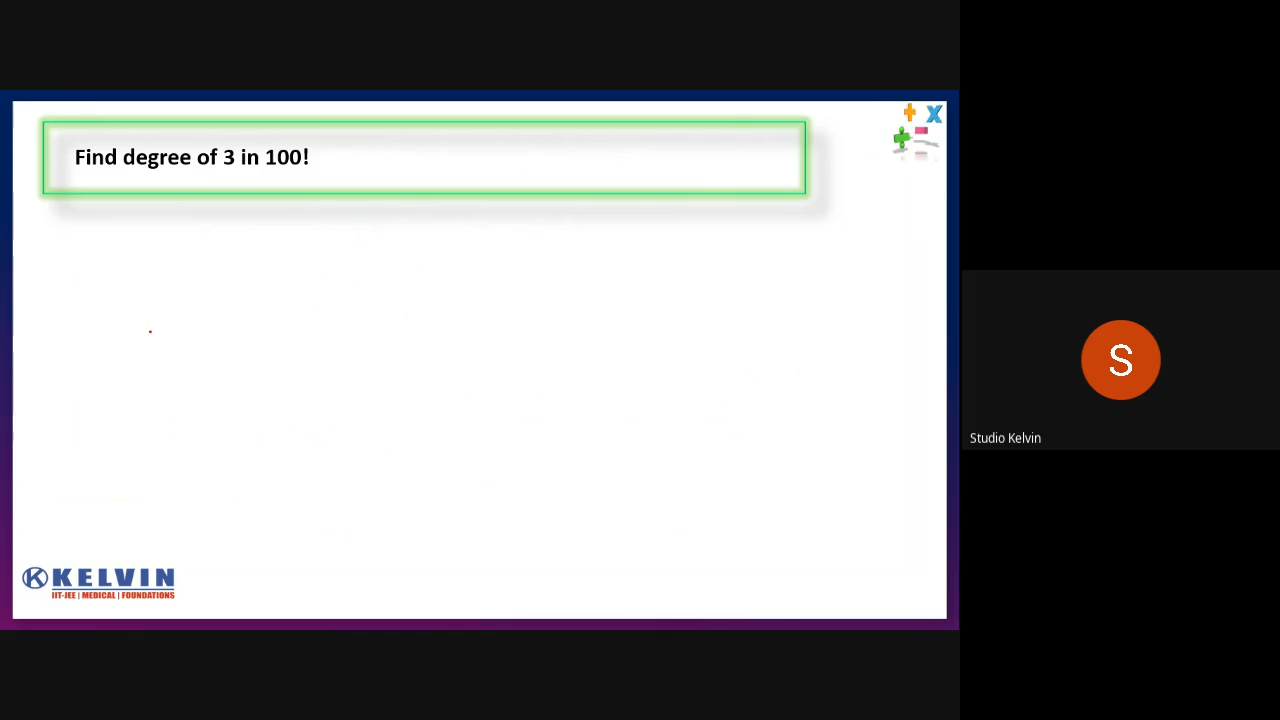 Find degree of 3 in 100!
S
Studio Kelvin
K KELVIN
IIT-JEE | MEDICAL | FOUNDATIONS